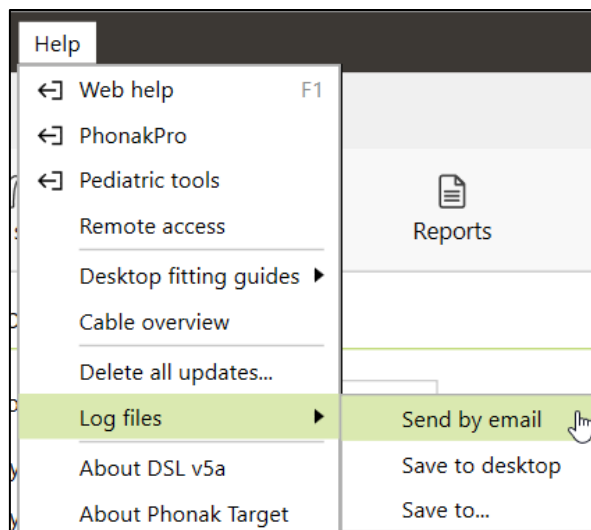 Help
Web help F1
PhonakPro
Pediatric tools
Remote access
Reports
Desktop fitting guides
Cable overview
Delete all updates...
Log files
Send by email
About DSL v5a
Save to desktop
About Phonak Target
Save to...